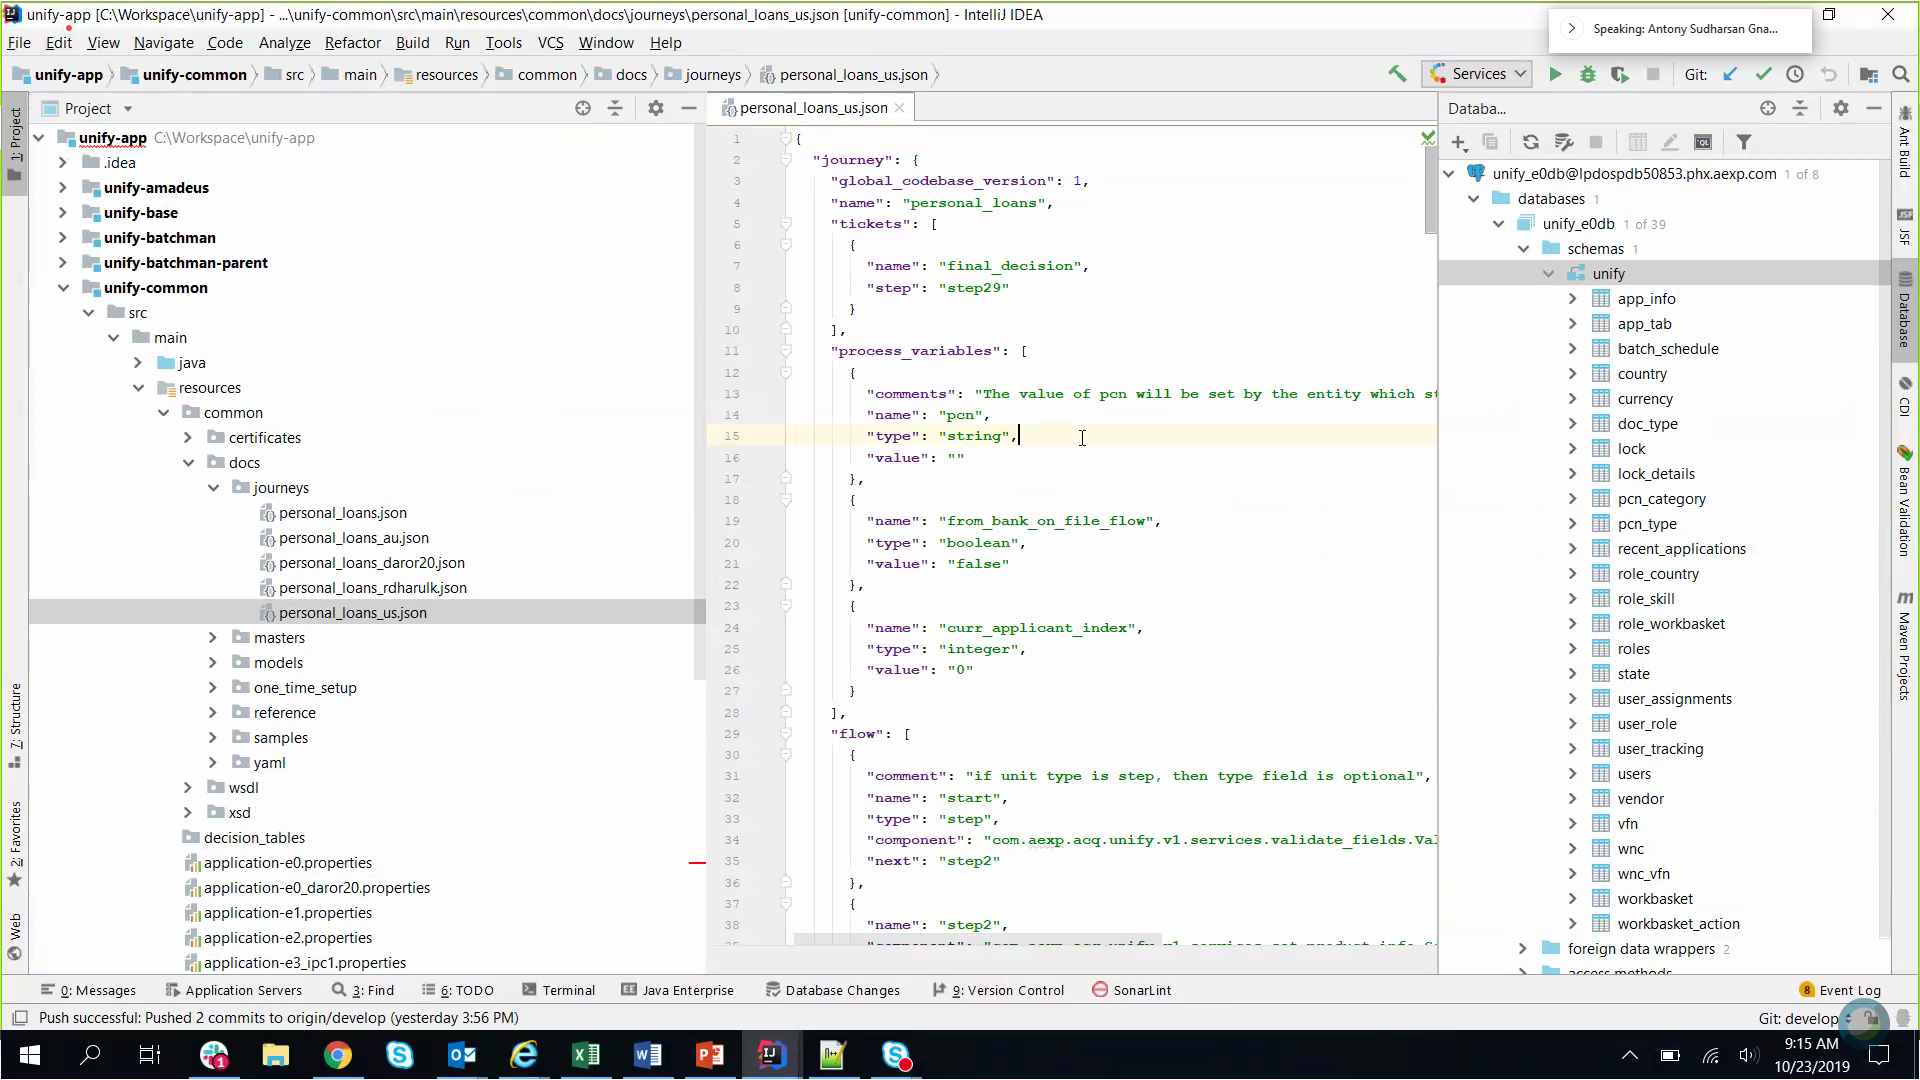 unify-app [C:\Workspace\unify-app] - ...\unify-common\src\main\resources\common\docs\journeys\personal_loans_us.json [unify-common] - IntelliJ IDEA
Speaking: Antony Sudharsan Gna...
File Edit View Navigate Code Analyze Refactor Build Run Tools VCS Window Help
unify-app unify-common src main resources common docs journeys personal_loans_us.json
Services
Git:
Project
personal_loans_us.json
Databa...
1: Project
7: Structure
2: Favorites
Web
unify-app C:\Workspace\unify-app
.idea
unify-amadeus
unify-base
unify-batchman
unify-batchman-parent
unify-common
src
main
java
resources
common
certificates
docs
journeys
personal_loans.json
personal_loans_au.json
personal_loans_daror20.json
personal_loans_rdharulk.json
personal_loans_us.json
masters
models
one_time_setup
reference
samples
yaml
wsdl
xsd
decision_tables
application-e0.properties
application-e0_daror20.properties
application-e1.properties
application-e2.properties
application-e3_ipc1.properties
1 {
2 "journey": {
3 "global_codebase_version": 1,
4 "name": "personal_loans",
5 "tickets": [
6 {
7 "name": "final_decision",
8 "step": "step29"
9 }
10 ],
11 "process_variables": [
12 {
13 "comments": "The value of pcn will be set by the entity which st
14 "name": "pcn",
15 "type": "string",
16 "value": ""
17 },
18 {
19 "name": "from_bank_on_file_flow",
20 "type": "boolean",
21 "value": "false"
22 },
23 {
24 "name": "curr_applicant_index",
25 "type": "integer",
26 "value": "0"
27 }
28 ],
29 "flow": [
30 {
31 "comment": "if unit type is step, then type field is optional",
32 "name": "start",
33 "type": "step",
34 "component": "com.aexp.acq.unify.v1.services.validate_fields.Val
35 "next": "step2"
36 },
37 {
38 "name": "step2",
unify_e0db@lpdospdb50853.phx.aexp.com 1 of 8
databases 1
unify_e0db 1 of 39
schemas 1
unify
app_info
app_tab
batch_schedule
country
currency
doc_type
lock
lock_details
pcn_category
pcn_type
recent_applications
role_country
role_skill
role_workbasket
roles
state
user_assignments
user_role
user_tracking
users
vendor
vfn
wnc
wnc_vfn
workbasket
workbasket_action
foreign data wrappers 2
access methods
Ant Build
JSF
Database
CDI
Bean Validation
Maven Projects
0: Messages Application Servers 3: Find 6: TODO Terminal Java Enterprise Database Changes 9: Version Control SonarLint
8 Event Log
Push successful: Pushed 2 commits to origin/develop (yesterday 3:56 PM)
Git: develop
9:15 AM
10/23/2019